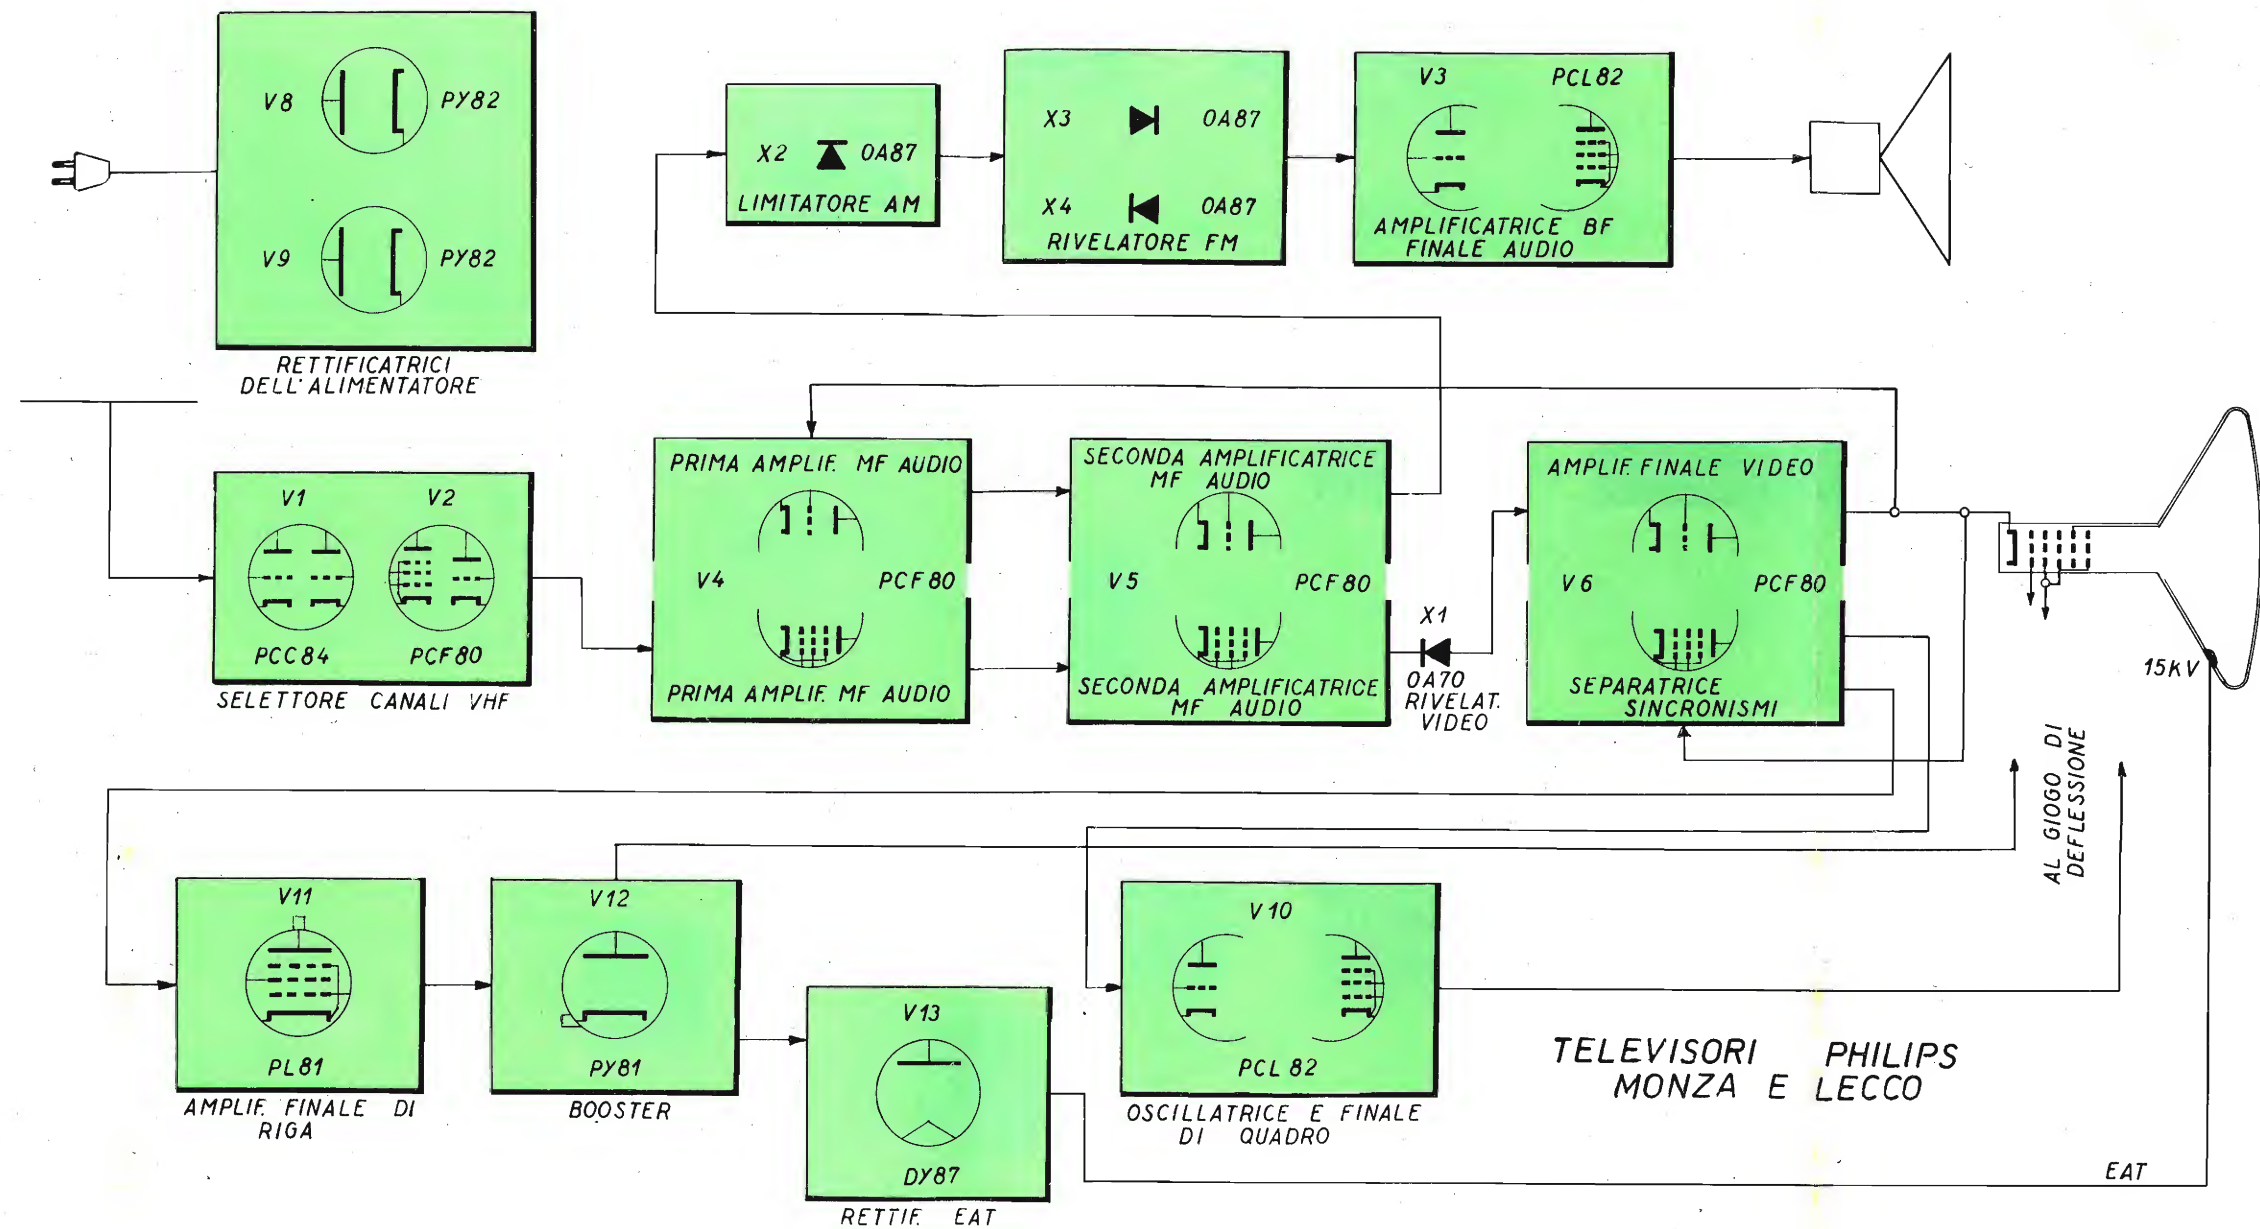 V8
PY82
V9
PY82
RETTIFICATRICI
DELL'ALIMENTATORE
X2
OA87
LIMITATORE AM
X3
OA87
X4
OA87
RIVELATORE FM
V3
PCL82
AMPLIFICATRICE BF
FINALE AUDIO
V1
V2
PCC84
PCF80
SELETTORE CANALI VHF
PRIMA AMPLIF. MF AUDIO
V4
PCF80
PRIMA AMPLIF. MF AUDIO
SECONDA AMPLIFICATRICE
MF AUDIO
V5
PCF80
SECONDA AMPLIFICATRICE
MF AUDIO
X1
OA70
RIVELAT.
VIDEO
AMPLIF. FINALE VIDEO
V6
PCF80
SEPARATRICE
SINCRONISMI
15KV
AL GIOGO DI
DEFLESSIONE
V11
PL81
AMPLIF. FINALE DI
RIGA
V12
PY81
BOOSTER
V13
DY87
RETTIF. EAT
V10
PCL82
OSCILLATRICE E FINALE
DI QUADRO
TELEVISORI PHILIPS
MONZA E LECCO
EAT